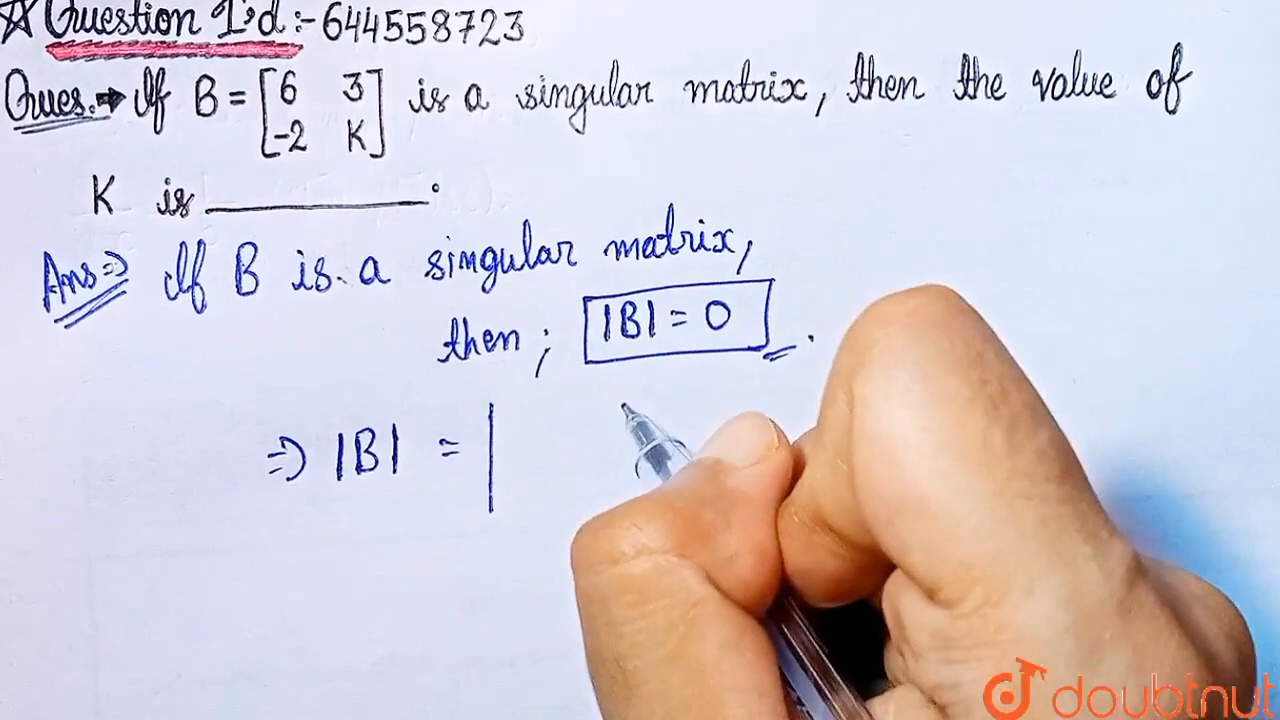 ☆ Question I'd :- 644558723
Ques.→ If B = [6 3] is a singular matrix, then the value of
[-2 K]
K is ________.
Ans ⇒ If B is a singular matrix,
then ; |B| = 0 .
⇒ |B| = |
doubtnut